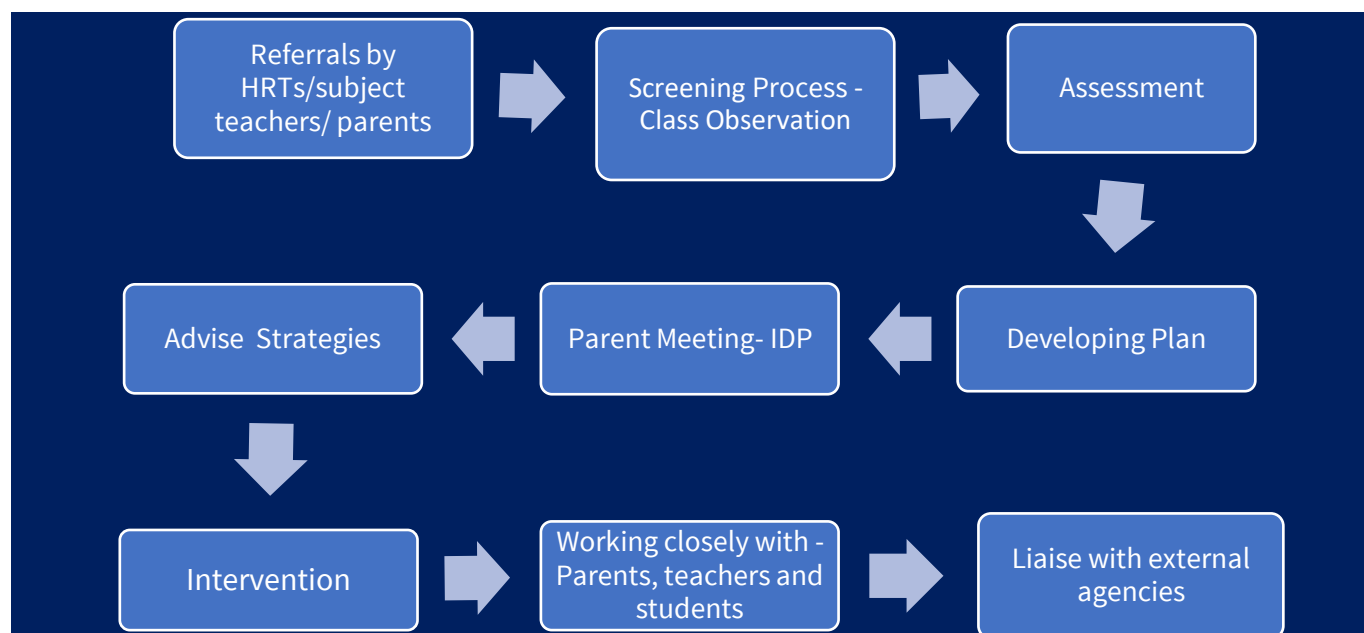 Referrals by
HRTs/subject
teachers/ parents
Screening Process -
Class Observation
Assessment
Developing Plan
Parent Meeting- IDP
Advise Strategies
Intervention
Working closely with -
Parents, teachers and
students
Liaise with external
agencies